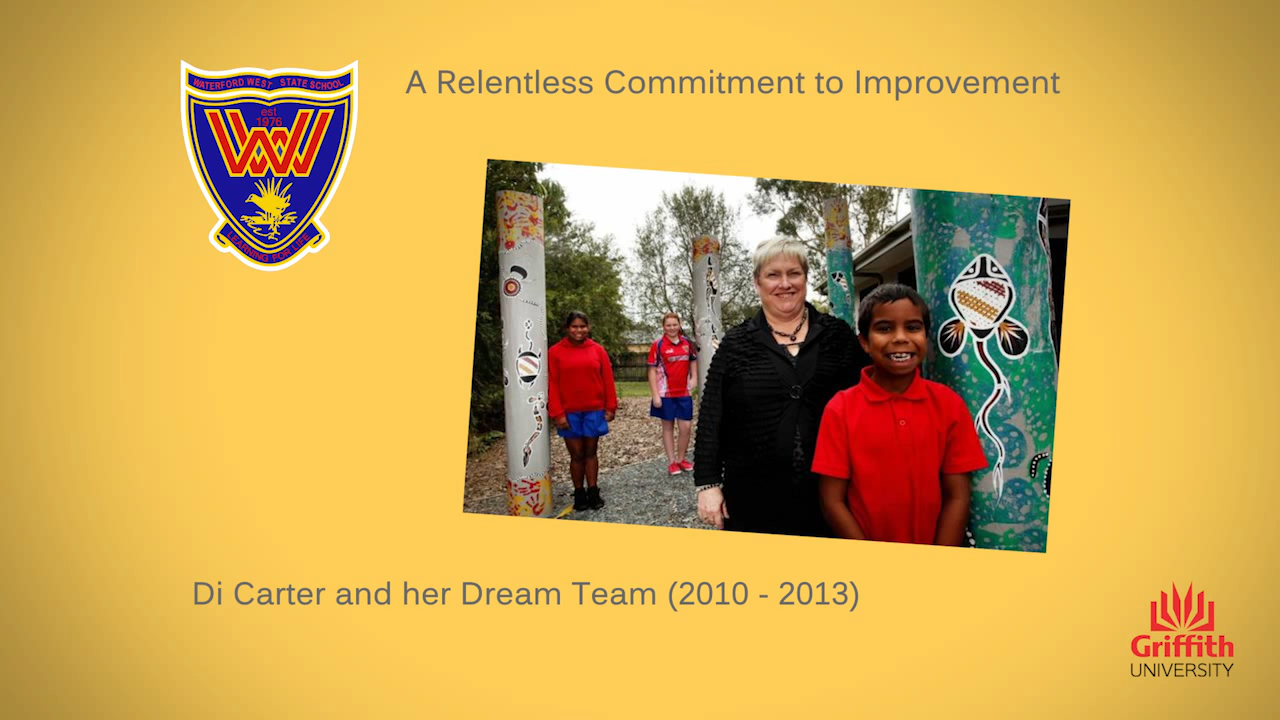 WATERFORD WEST STATE SCHOOL
A Relentless Commitment to Improvement
est
1976
WW
LEARNING FOR LIFE
Di Carter and her Dream Team (2010 - 2013)
Griffith
UNIVERSITY